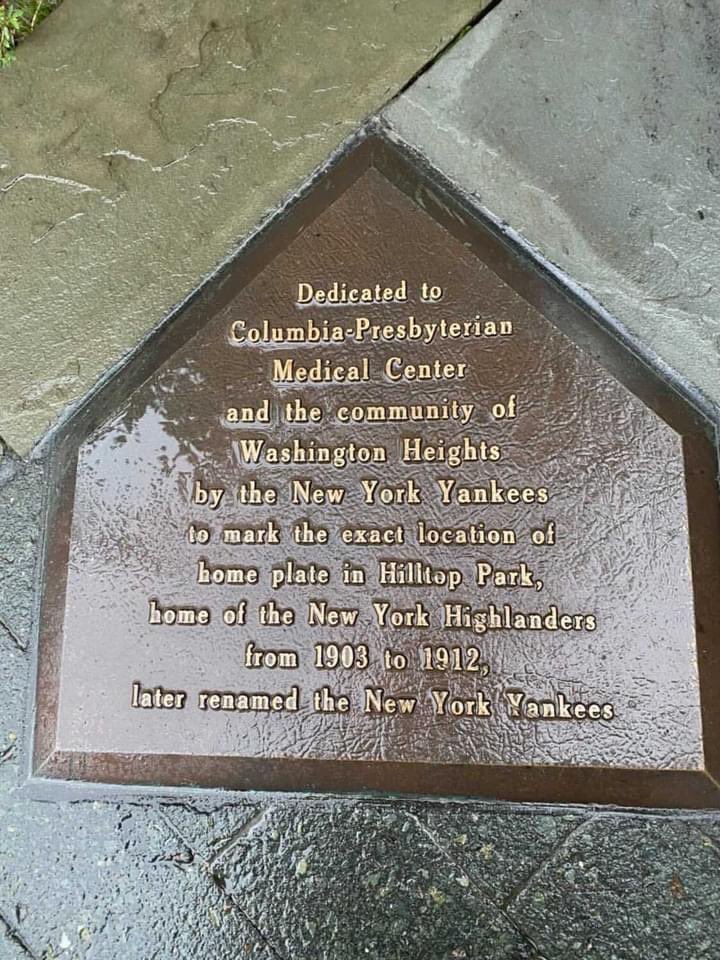 Dedicated to
Columbia-Presbyterian
Medical Center
and the community of
Washington Heights
by the New York Yankees
to mark the exact location of
home plate in Hilltop Park,
home of the New York Highlanders
from 1903 to 1912,
later renamed the New York Yankees